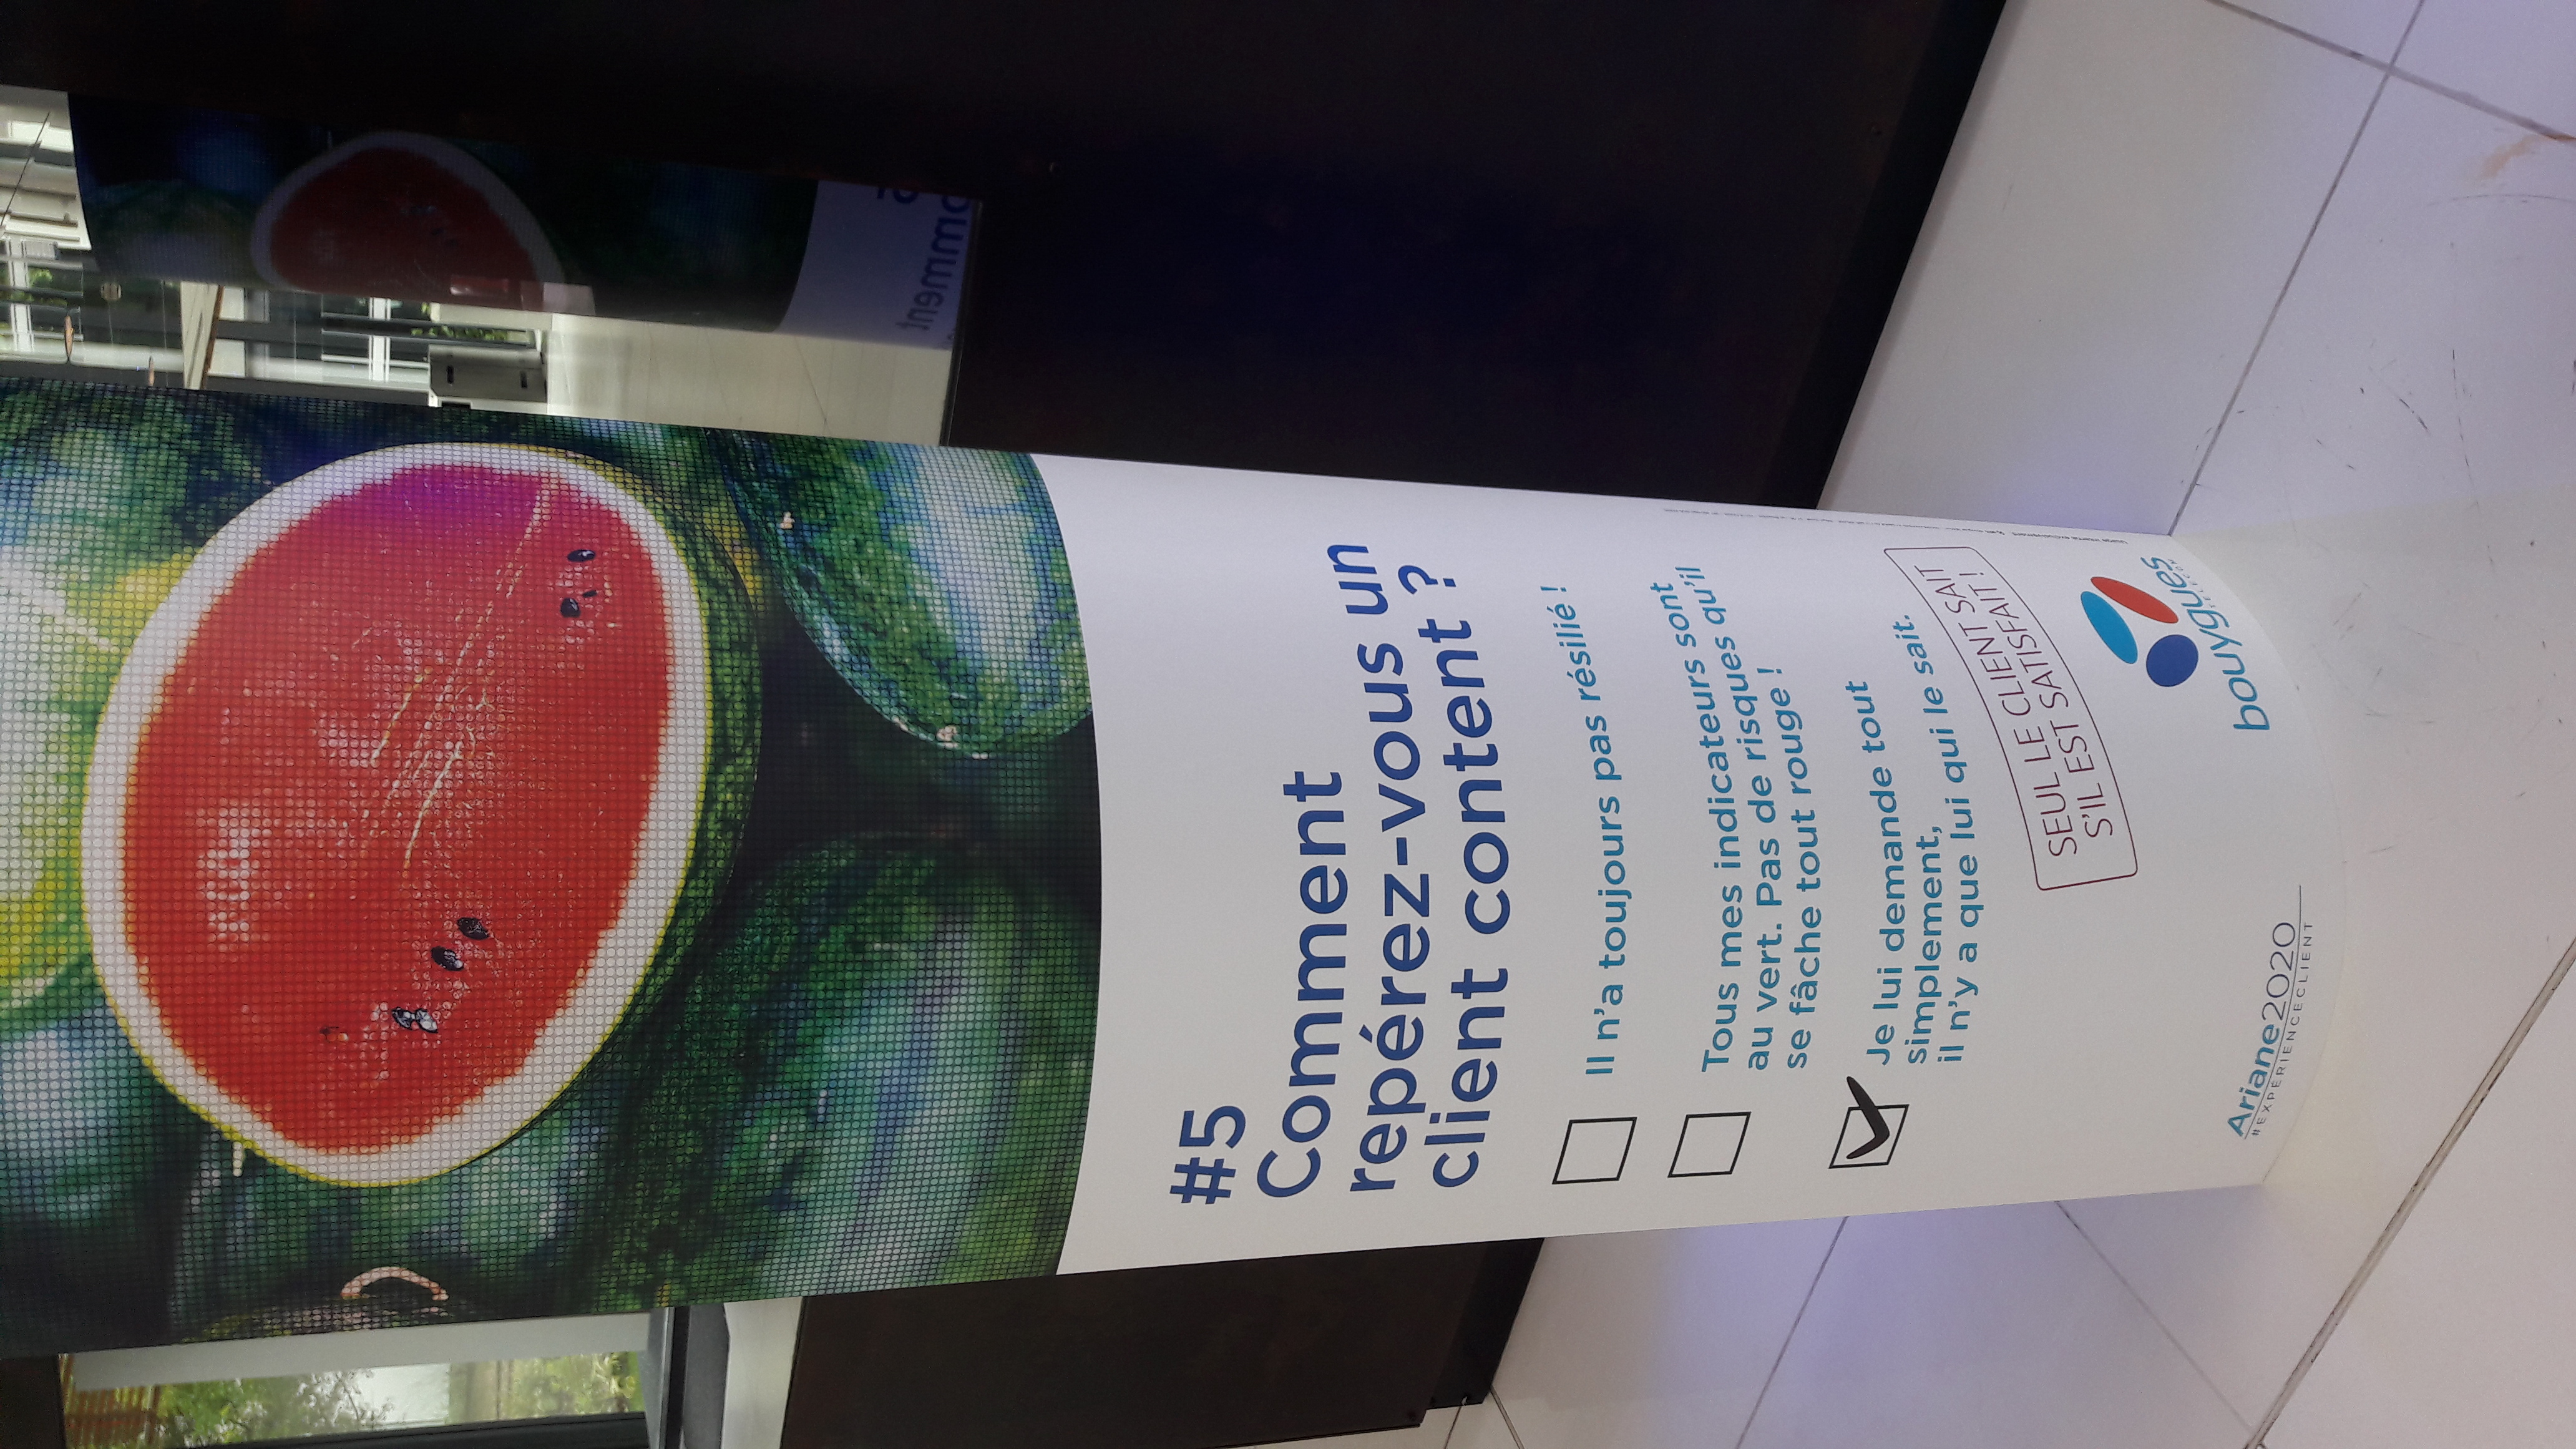 #5
Comment
repérez-vous un
client content ?
Il n'a toujours pas résilié !
Tous mes indicateurs sont
au vert. Pas de risques qu'il
se fâche tout rouge !
Je lui demande tout
simplement,
il n'y a que lui qui le sait.
SEUL LE CLIENT SAIT
S'IL EST SATISFAIT !
bouygues
Ariane2020
#EXPÉRIENCECLIENT
#5
Comment